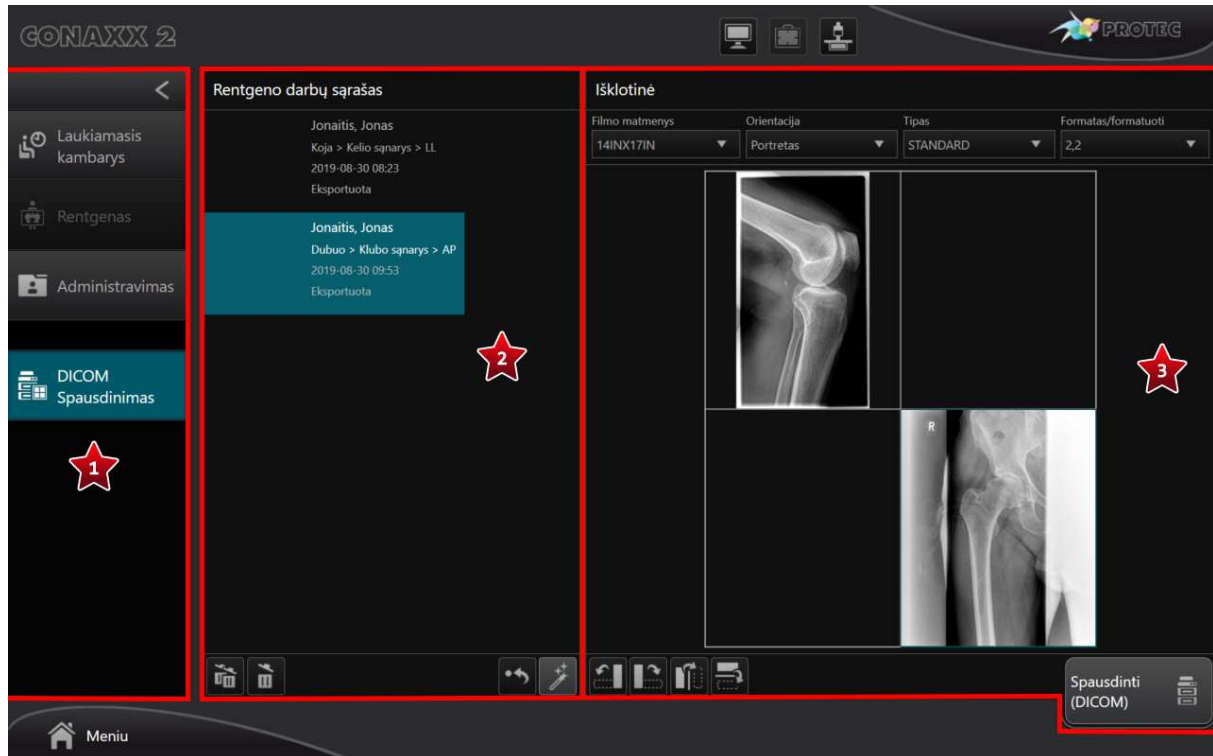 CONAXX 2
PROTEC
Laukiamasis
kambarys
Rentgenas
Administravimas
DICOM
Spausdinimas
1
Rentgeno darbų sąrašas
Jonaitis, Jonas
Koja > Kelio sąnarys > LL
2019-08-30 08:23
Eksportuota
Jonaitis, Jonas
Dubuo > Klubo sąnarys > AP
2019-08-30 09:53
Eksportuota
2
Išklotinė
Filmo matmenys
Orientacija
Tipas
Formatas/formatuoti
14INX17IN
Portretas
STANDARD
2,2
3
R
Spausdinti
(DICOM)
Meniu